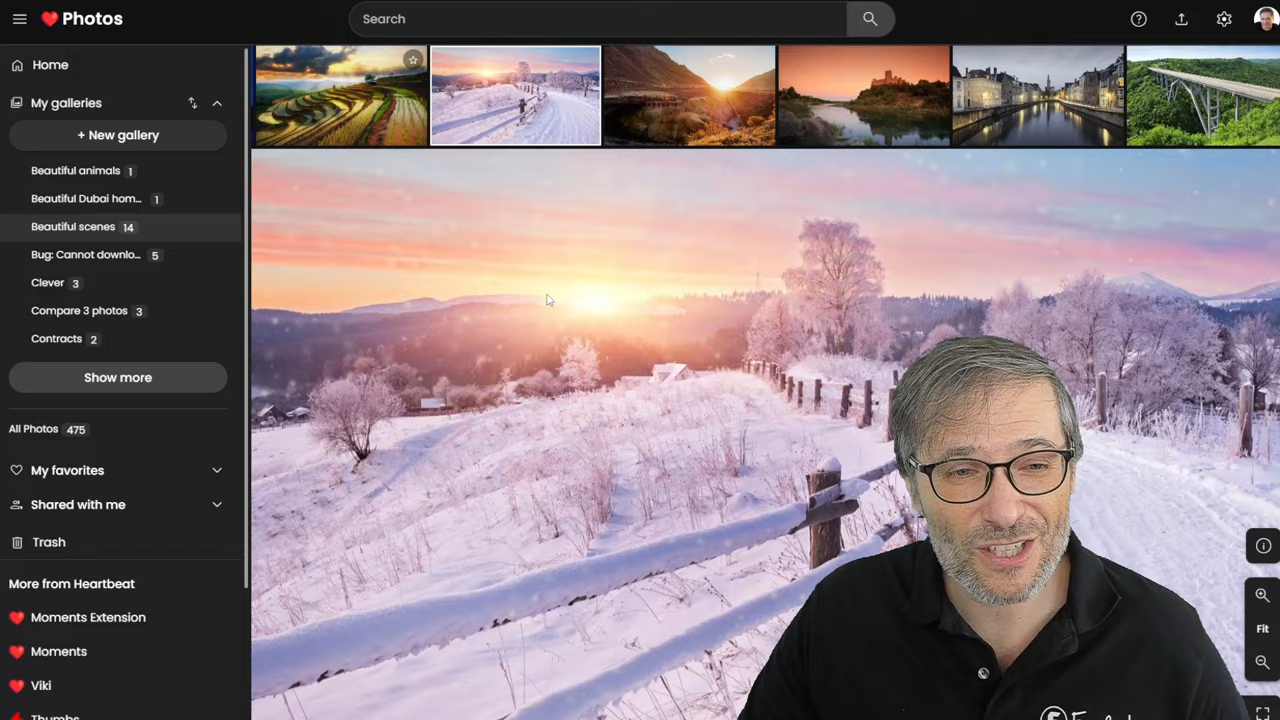 Photos
Search
Home
My galleries
+ New gallery
Beautiful animals 1
Beautiful Dubai hom... 1
Beautiful scenes 14
Bug: Cannot downlo... 5
Clever 3
Compare 3 photos 3
Contracts 2
Show more
All Photos 475
My favorites
Shared with me
Trash
More from Heartbeat
Moments Extension
Moments
Viki
Thumbs
Fit